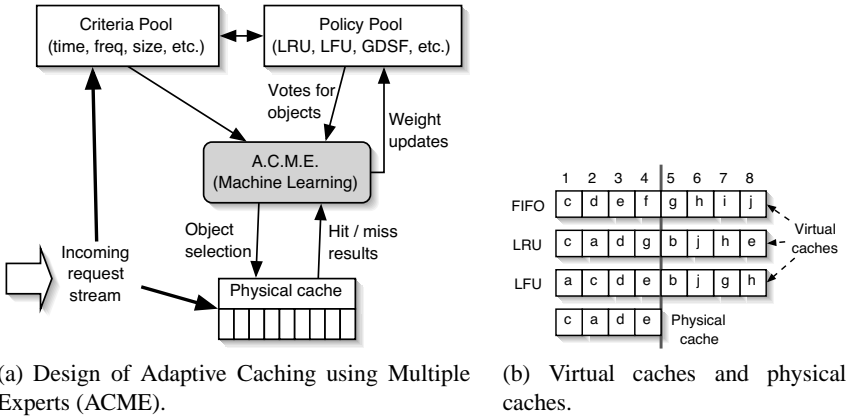 Criteria Pool
(time, freq, size, etc.)
Policy Pool
(LRU, LFU, GDSF, etc.)
Votes for
objects
Weight
updates
A.C.M.E.
(Machine Learning)
Object
selection
Hit / miss
results
Incoming
request
stream
Physical cache
(a) Design of Adaptive Caching using Multiple
Experts (ACME).
1 2 3 4 5 6 7 8
FIFO c d e f g h i j
LRU c a d g b j h e
LFU a c d e b j g h
Virtual
caches
c a d e
Physical
cache
(b) Virtual caches and physical
caches.